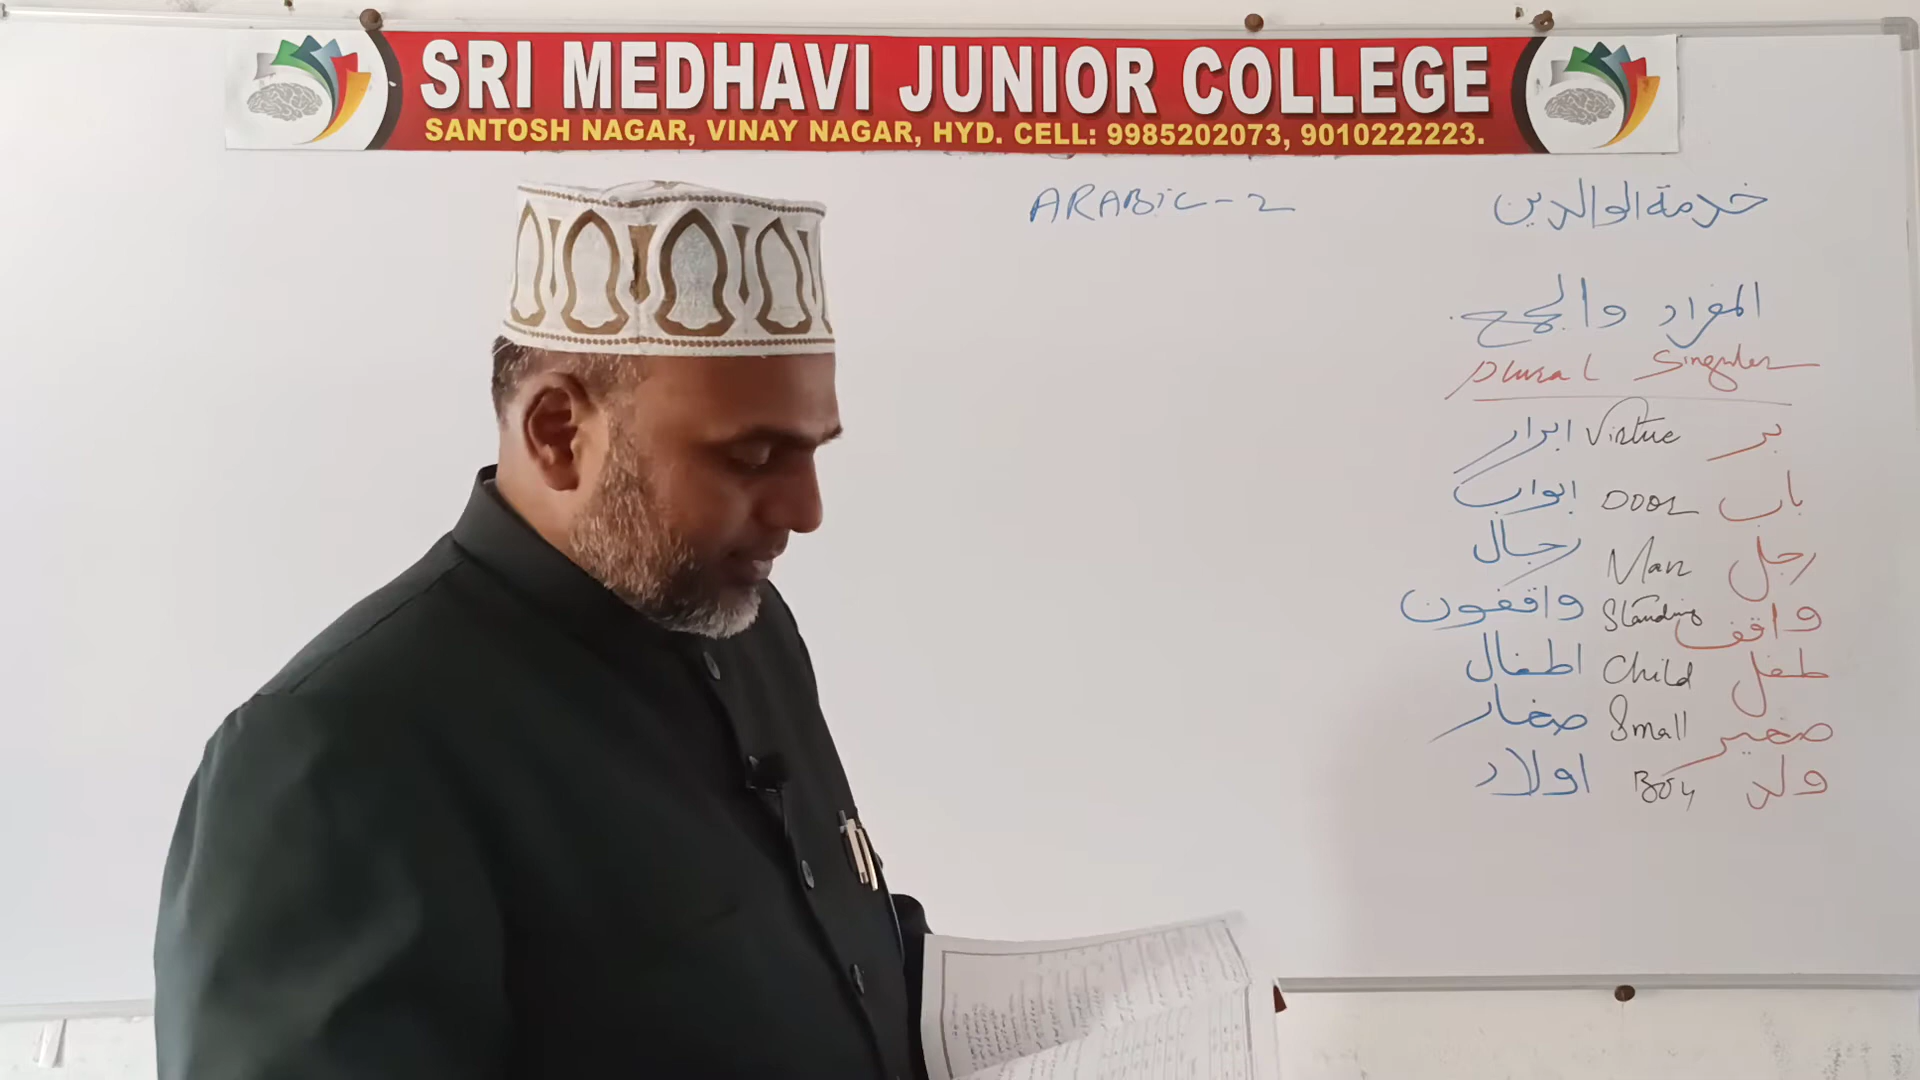 SRI MEDHAVI JUNIOR COLLEGE
SANTOSH NAGAR, VINAY NAGAR, HYD. CELL: 9985202073, 9010222223.
ARABIC - 2
خدمة الوالدين
المفراد والجمع
Singular Plural
بر Virtue ابرار
باب Door ابواب
رجل Man رجال
واقف Standing واقفون
طفل Child اطفال
صغير Small صغار
ولد Boy اولاد